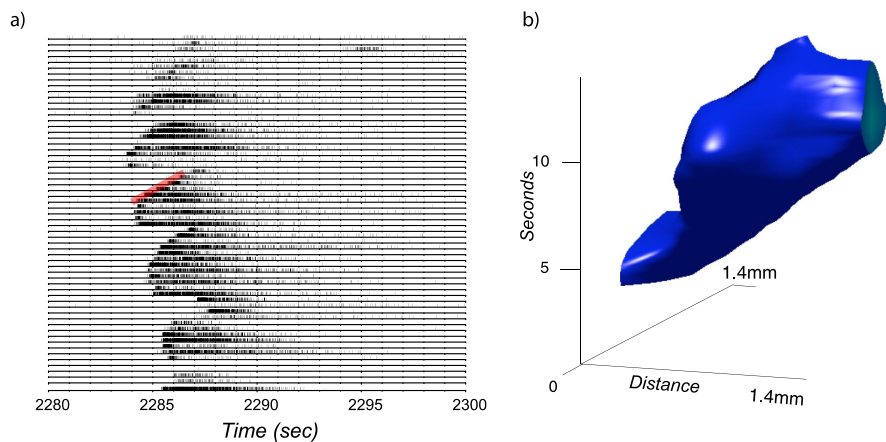 a)
2280 2285 2290 2295 2300
Time (sec)
b)
10
Seconds
5
1.4mm
0
Distance
1.4mm